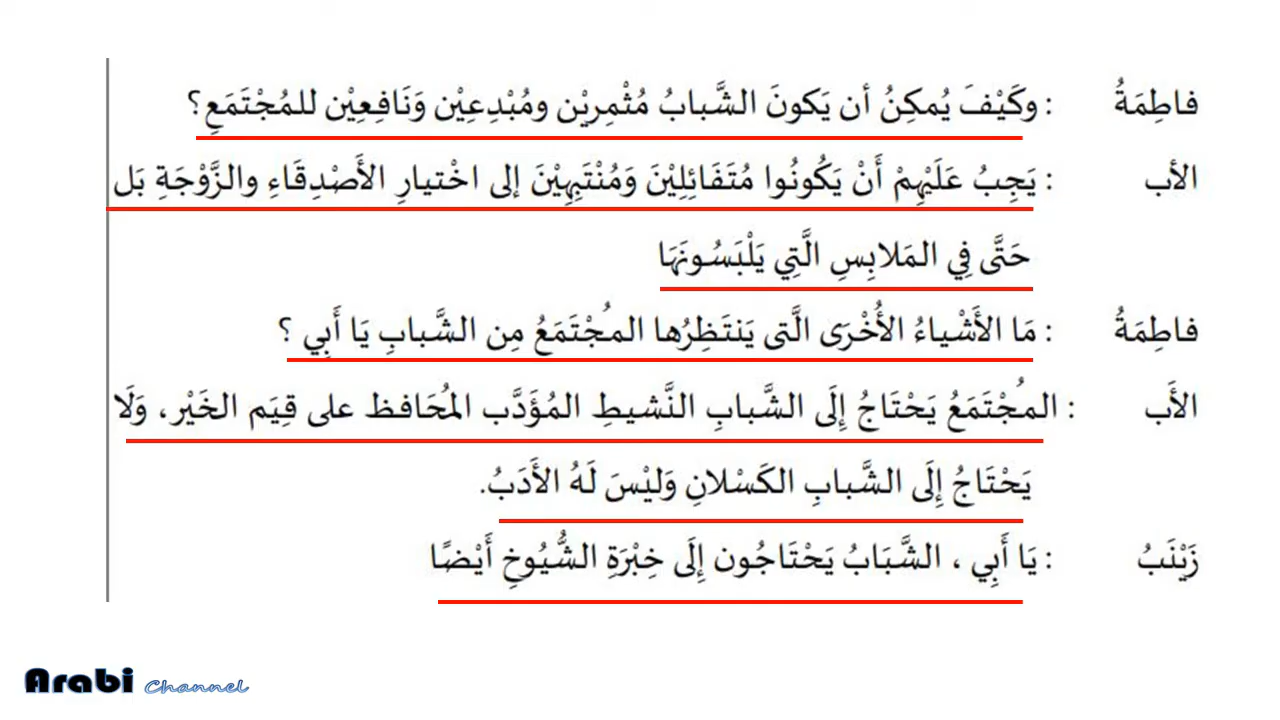 فاطِمَةُ : وكَيْفَ يُمكِنُ أن يَكونَ الشَّبابُ مُثْمِرِيْن ومُبْدِعِيْن وَنَافِعِيْن للمُجْتَمَعِ؟
الأب : يَجِبُ عَلَيْهِمْ أَنْ يَكُونُوا مُتَفَائِلِيْنَ وَمُنْتَبِهِيْنَ إلى اخْتيارِ الأَصْدِقَاءِ والزَّوْجَةِ بَل
حَتَّى فِي المَلابِسِ الَّتِي يَلْبَسُونَهَا
فاطِمَةُ : مَا الأَشْياءُ الأُخْرَى الَّتى يَنتَظِرُها المُجْتَمَعُ مِن الشَّبابِ يَا أَبِي ؟
الأَب : المُجْتَمَعُ يَحْتَاجُ إِلَى الشَّبابِ النَّشيطِ المُؤَدَّب المُحَافظ على قِيَم الخَيْر، وَلَا
يَحْتَاجُ إِلَى الشَّبابِ الكَسْلانِ وَليْسَ لَهُ الأَدَبُ.
زَيْنَبُ : يَا أَبِي ، الشَّبَابُ يَحْتَاجُون إِلَى خِبْرَةِ الشُّيُوخِ أَيْضًا
Arabi Channel